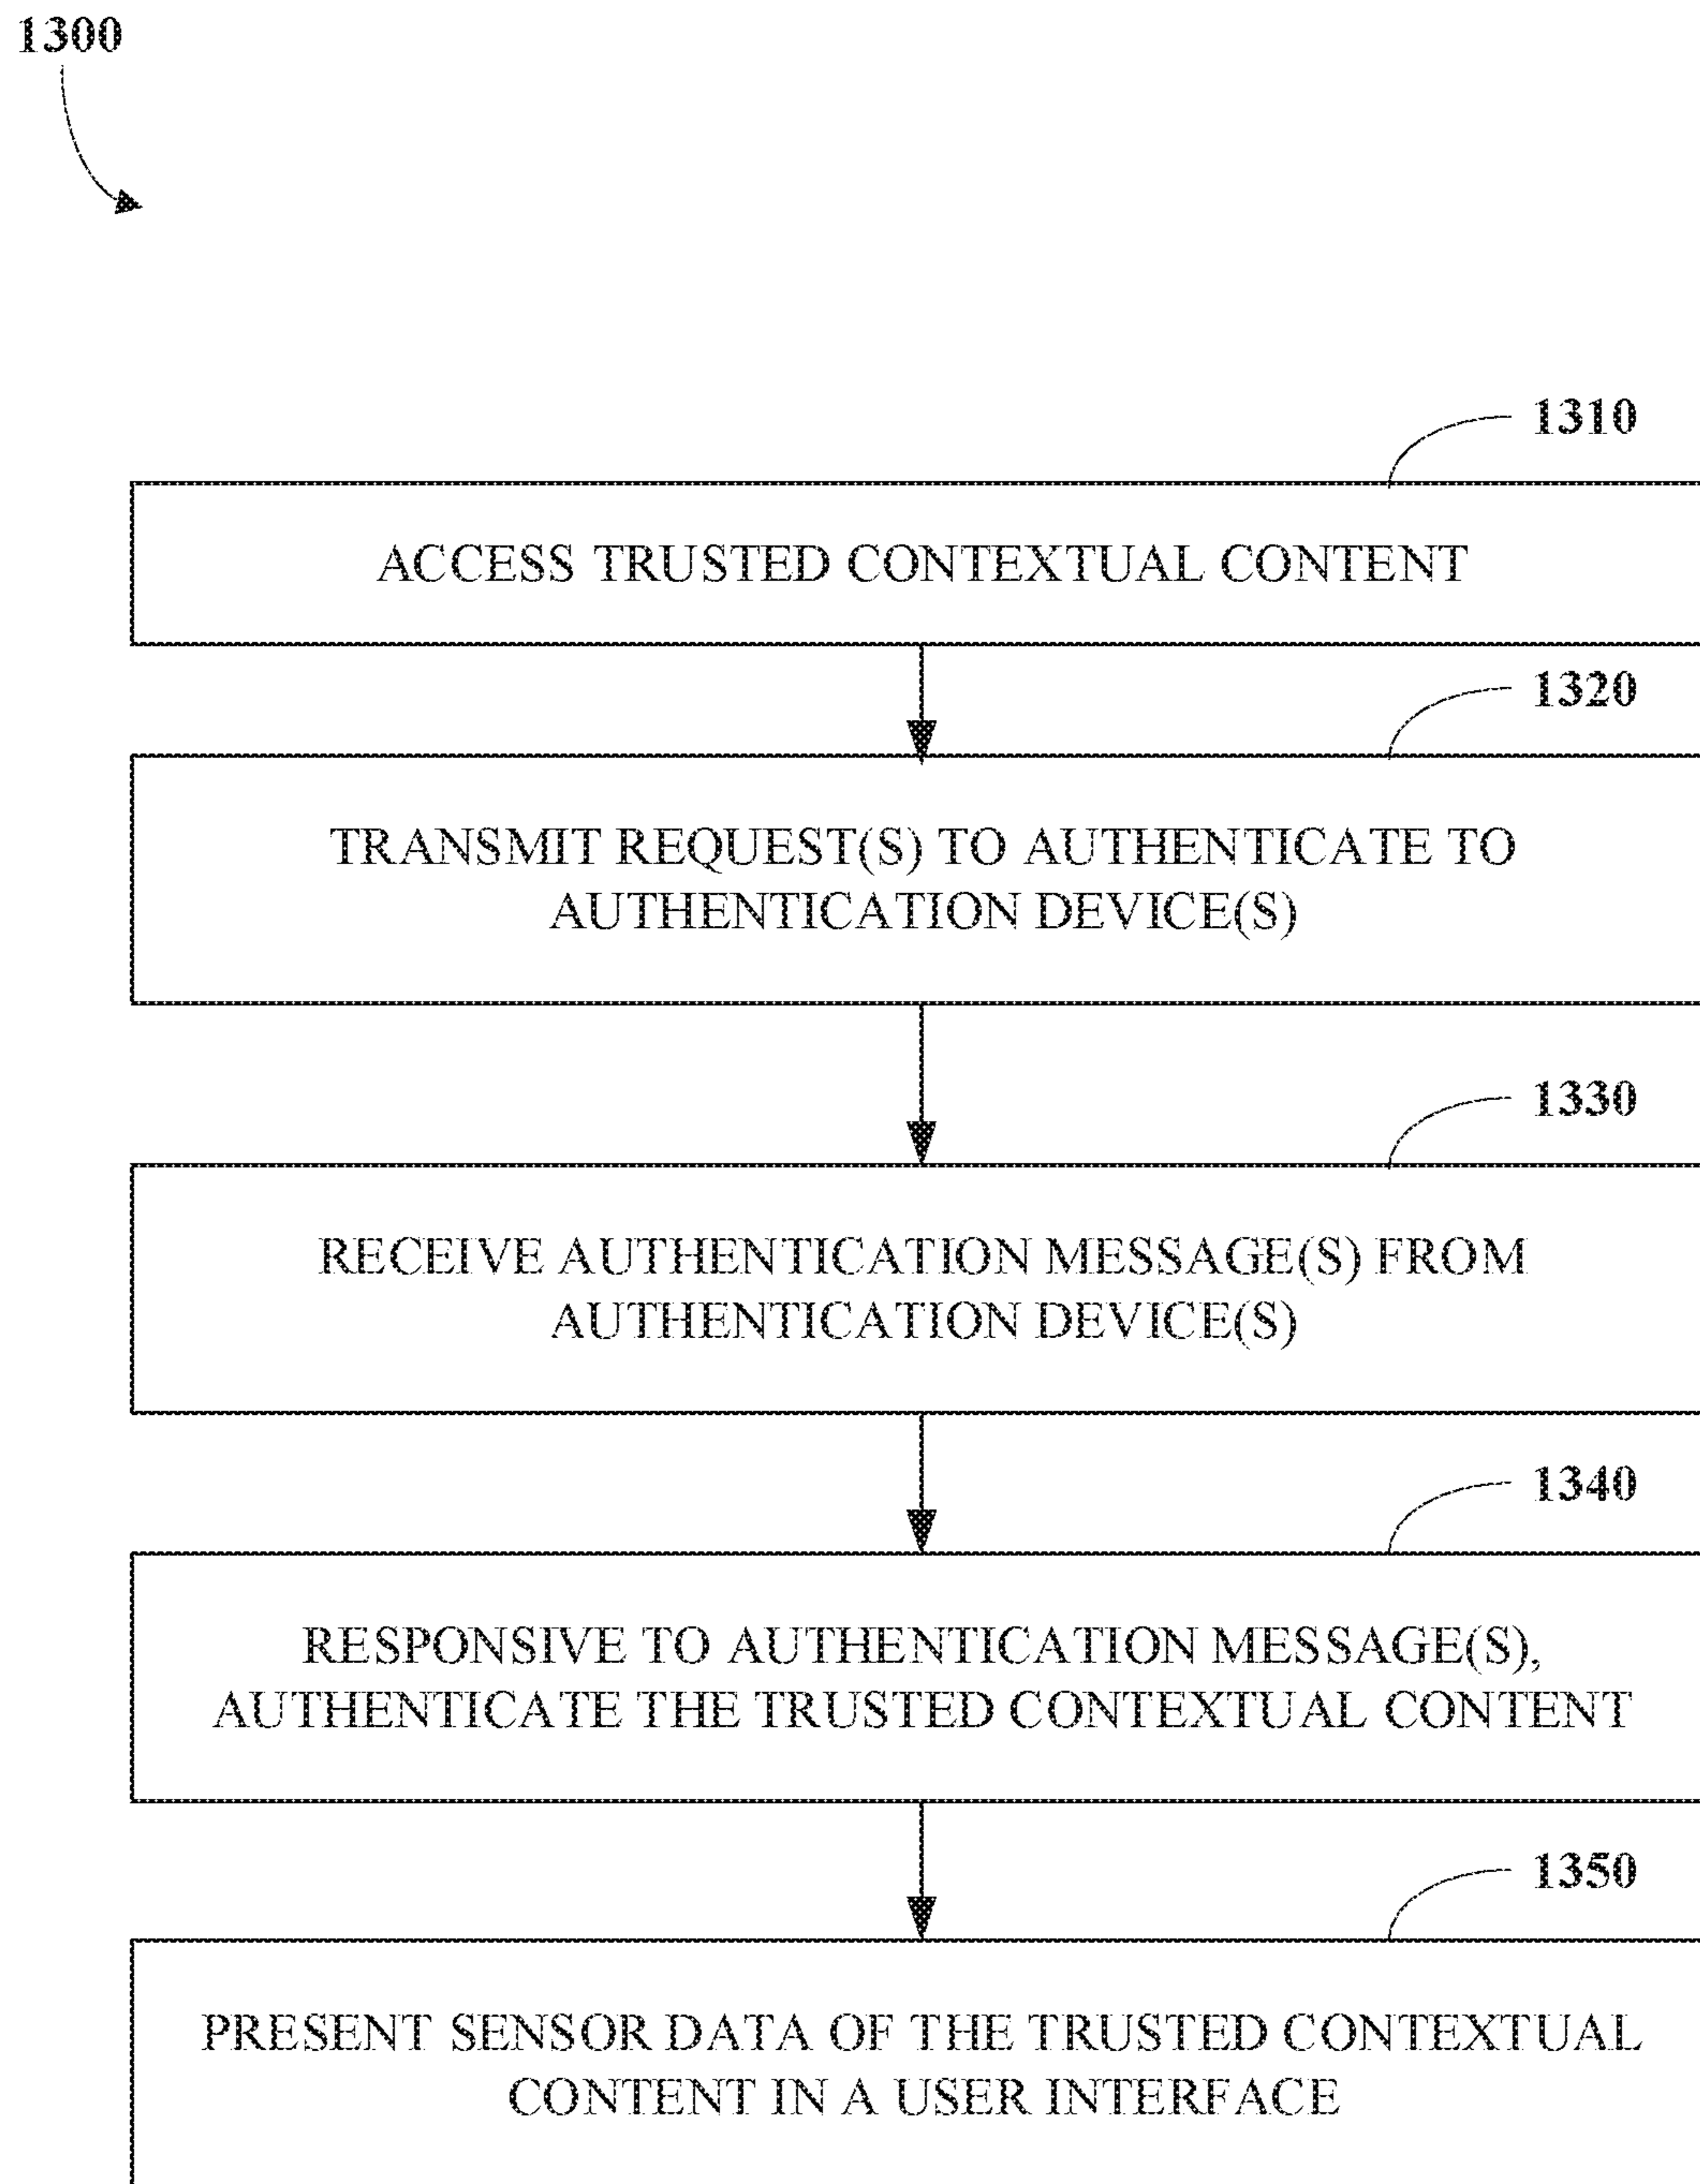 1300
1310
ACCESS TRUSTED CONTEXTUAL CONTENT
1320
TRANSMIT REQUEST(S) TO AUTHENTICATE TO
AUTHENTICATION DEVICE(S)
1330
RECEIVE AUTHENTICATION MESSAGE(S) FROM
AUTHENTICATION DEVICE(S)
1340
RESPONSIVE TO AUTHENTICATION MESSAGE(S),
AUTHENTICATE THE TRUSTED CONTEXTUAL CONTENT
1350
PRESENT SENSOR DATA OF THE TRUSTED CONTEXTUAL
CONTENT IN A USER INTERFACE